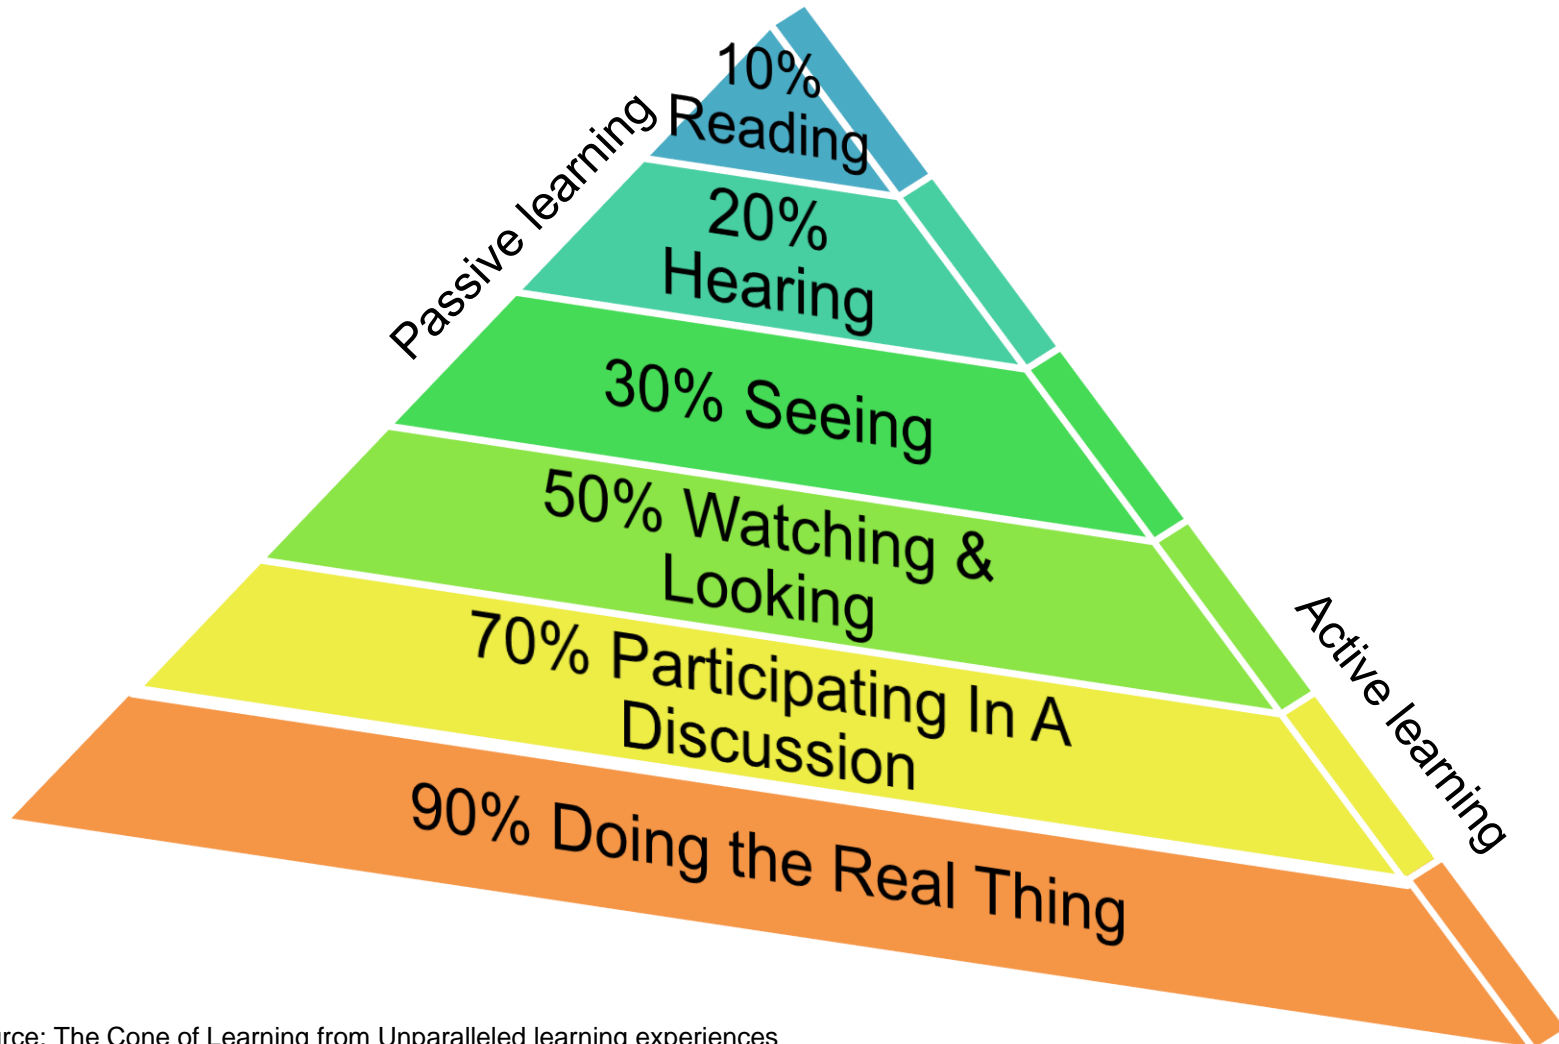 10%
Reading
Passive learning
20%
Hearing
30% Seeing
50% Watching &
Looking
70% Participating In A
Discussion
Active learning
90% Doing the Real Thing
urce: The Cone of Learning from Unparalleled learning experiences